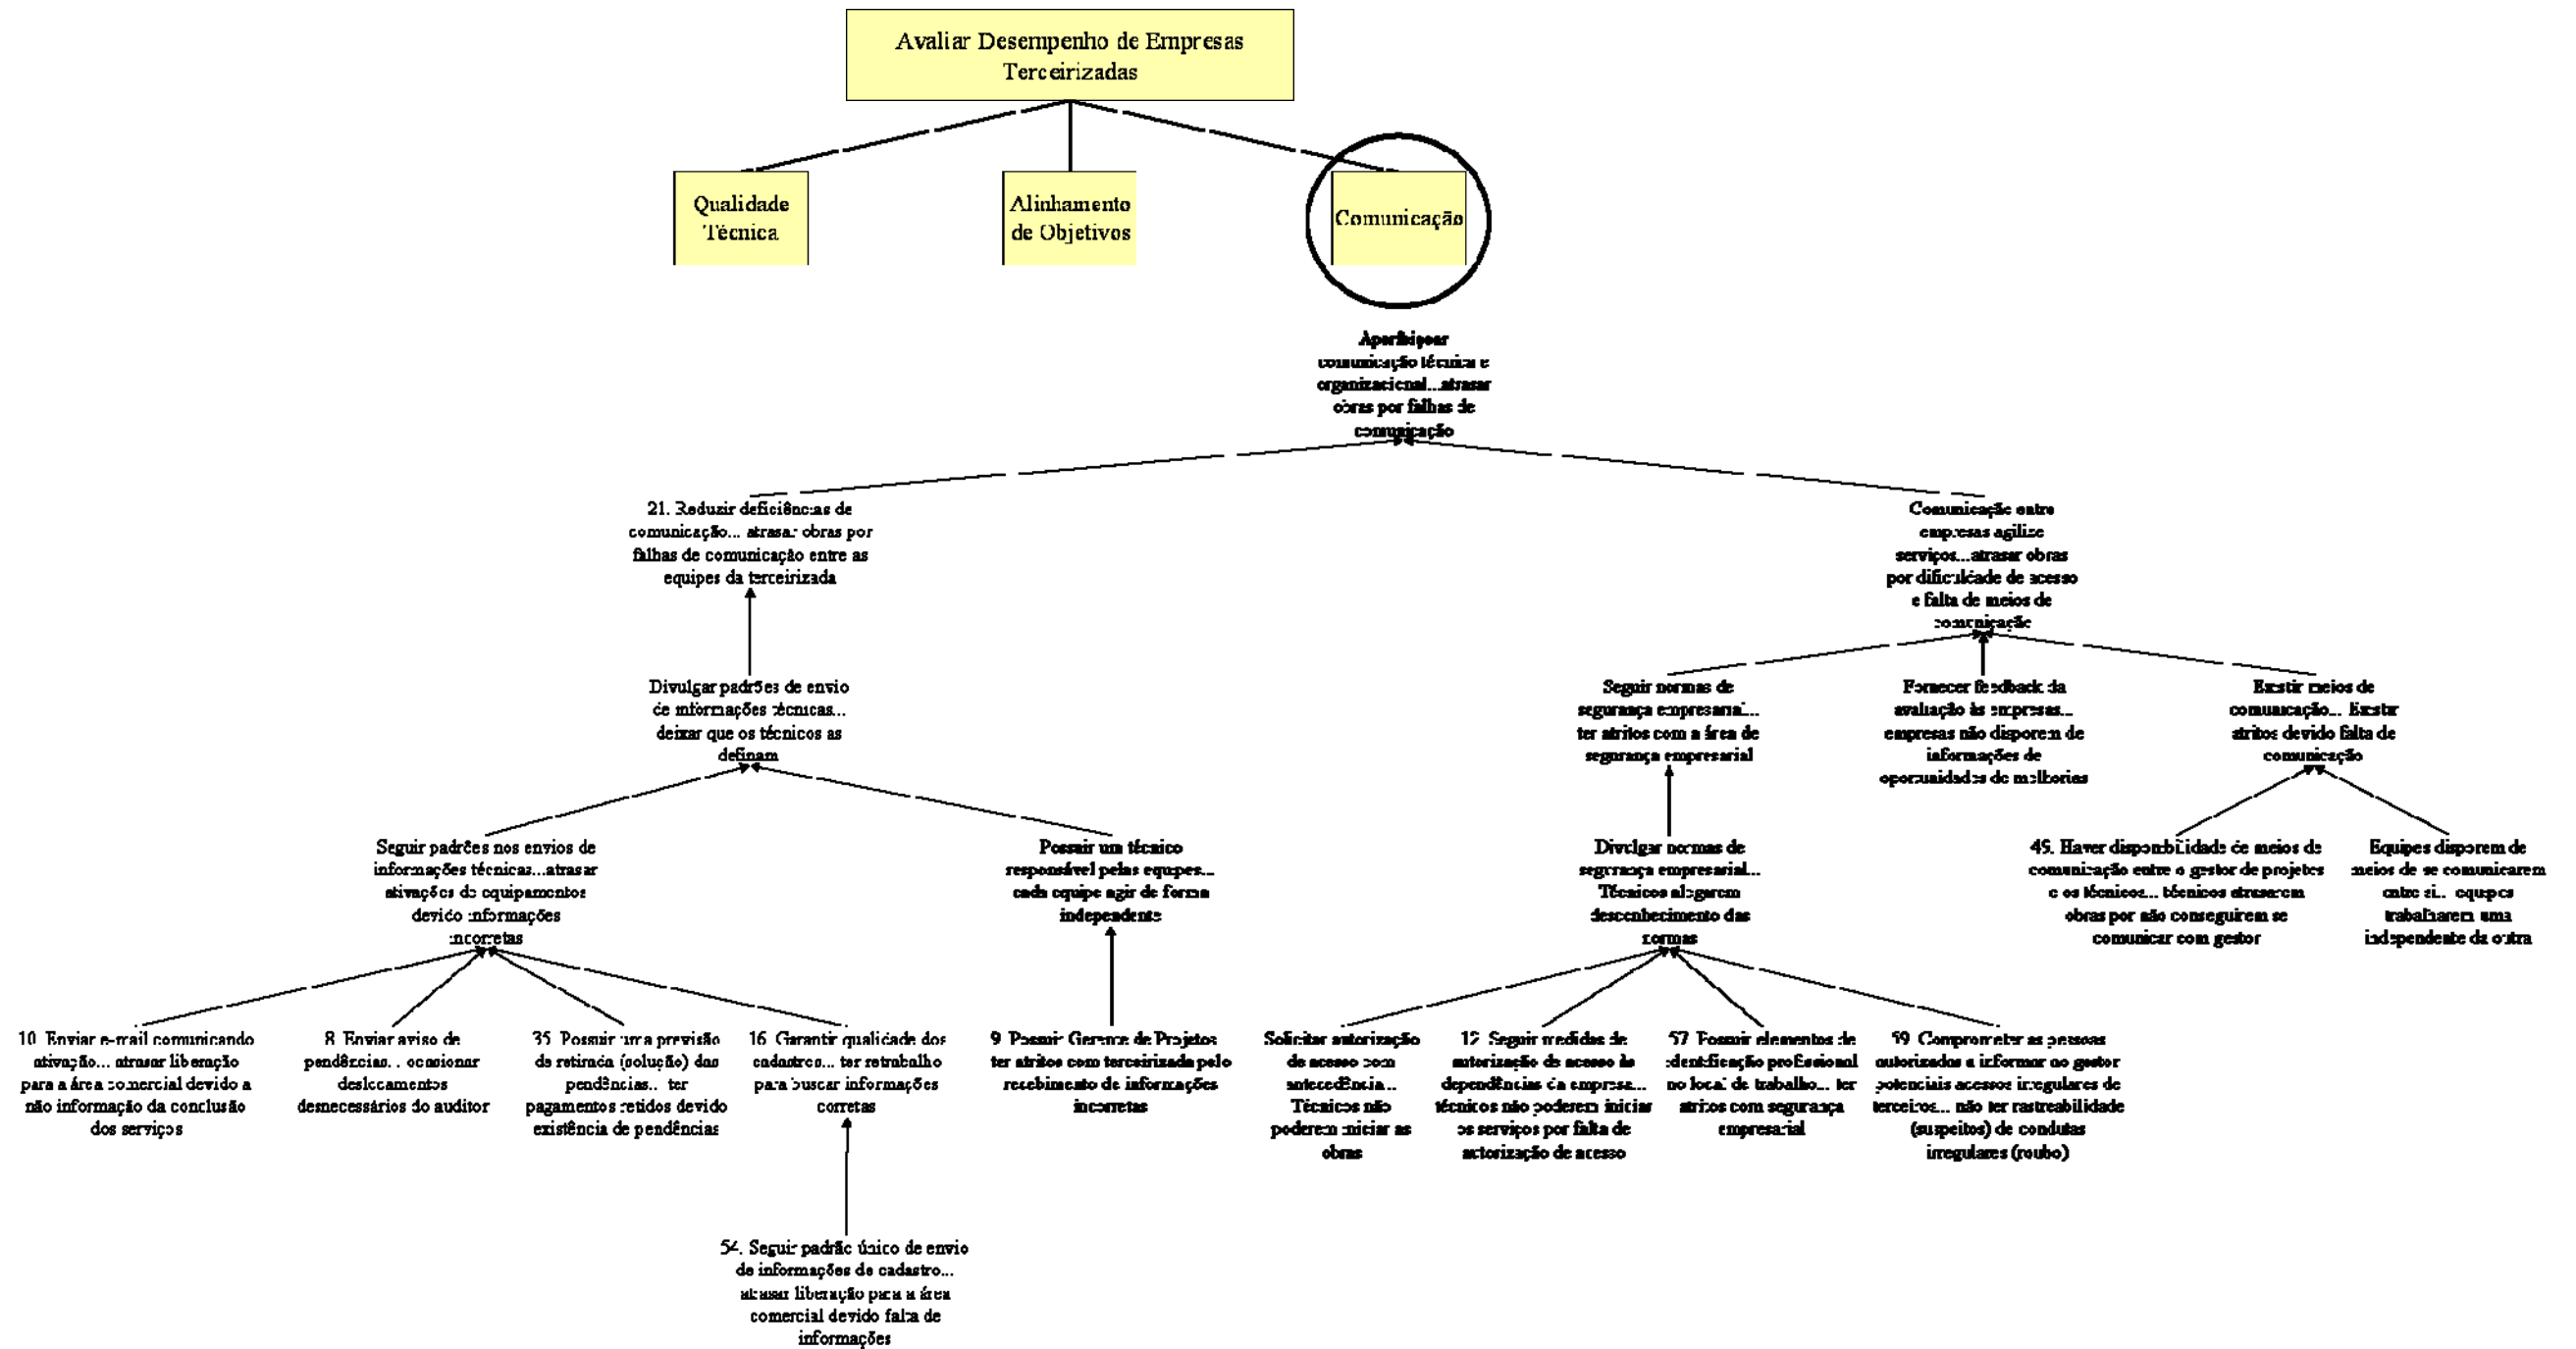 Avaliar Desempenho de Empresas
Terceirizadas
Qualidade
Técnica
Alinhamento
de Objetivos
Comunicação
Aperfeiçoar
comunicação técnica e
organizacional...atrasar
obras por falhas de
comunicação
21. Reduzir deficiências de
comunicação... atrasar obras por
falhas de comunicação entre as
equipes da terceirizada
Comunicação entre
empresas agilize
serviços...atrasar obras
por dificuldade de acesso
e falta de meios de
comunicação
Divulgar padrões de envio
de informações técnicas...
deixar que os técnicos as
definam
Seguir normas de
segurança empresarial...
ter atritos com a área de
segurança empresarial
Fornecer feedback da
avaliação às empresas...
empresas não disporem de
informações de
oportunidades de melhorias
Existir meios de
comunicação... Existir
atritos devido falta de
comunicação
Seguir padrões nos envios de
informações técnicas...atrasar
ativações de equipamentos
devido informações
incorretas
Possuir um técnico
responsável pelas equipes...
cada equipe agir de forma
independente
Divulgar normas de
segurança empresarial...
Técnicos alegarem
desconhecimento das
normas
Haver disponibilidade de meios de
comunicação entre o gestor de projetos
e os técnicos... técnicos atrasarem
obras por não conseguirem se
comunicar com gestor
Equipes disporem de
meios de se comunicarem
entre si... equipes
trabalharem uma
independente da outra
10. Enviar e-mail comunicando
ativação... atrasar liberação
para a área comercial devido a
não informação da conclusão
dos serviços
8. Enviar aviso de
pendências... ocasionar
deslocamentos
desnecessários do auditor
35. Possuir uma previsão
de retirada (solução) das
pendências... ter
pagamentos retidos devido
existência de pendências
16. Garantir qualidade dos
cadastros... ter retrabalho
para buscar informações
corretas
9. Possuir Gerente de Projetos
ter atritos com terceirizada pelo
recebimento de informações
incorretas
Solicitar autorização
de acesso com
antecedência...
Técnicos não
poderem iniciar as
obras
12. Seguir medidas de
autorização de acesso às
dependências da empresa...
técnicos não poderem iniciar
os serviços por falta de
autorização de acesso
57. Possuir elementos de
identificação profissional
no local de trabalho... ter
atritos com segurança
empresarial
59. Comprometer as pessoas
autorizadas a informar ao gestor
potenciais acessos irregulares de
terceiros... não ter rastreabilidade
(suspeitos) de condutas
irregulares (roubo)
54. Seguir padrão único de envio
de informações de cadastro...
atrasar liberação para a área
comercial devido falta de
informações